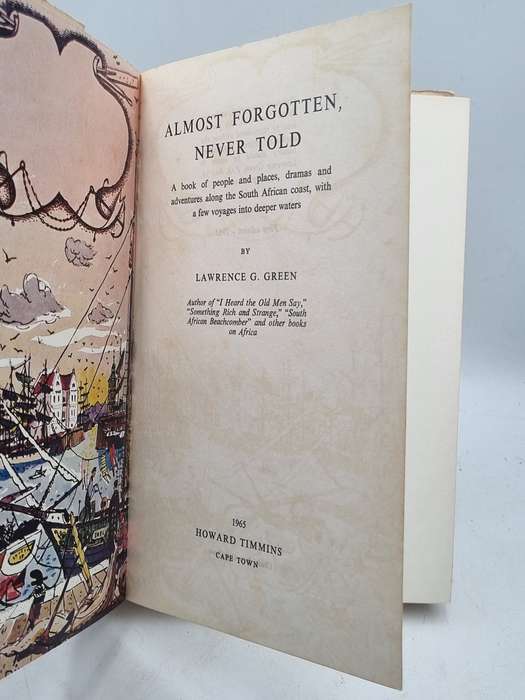 ALMOST FORGOTTEN,
NEVER TOLD
A book of people and places, dramas and
adventures along the South African coast, with
a few voyages into deeper waters
BY
LAWRENCE G. GREEN
Author of "I Heard the Old Men Say,"
"Something Rich and Strange," "South
African Beachcomber" and other books
on Africa
1965
HOWARD TIMMINS
CAPE TOWN